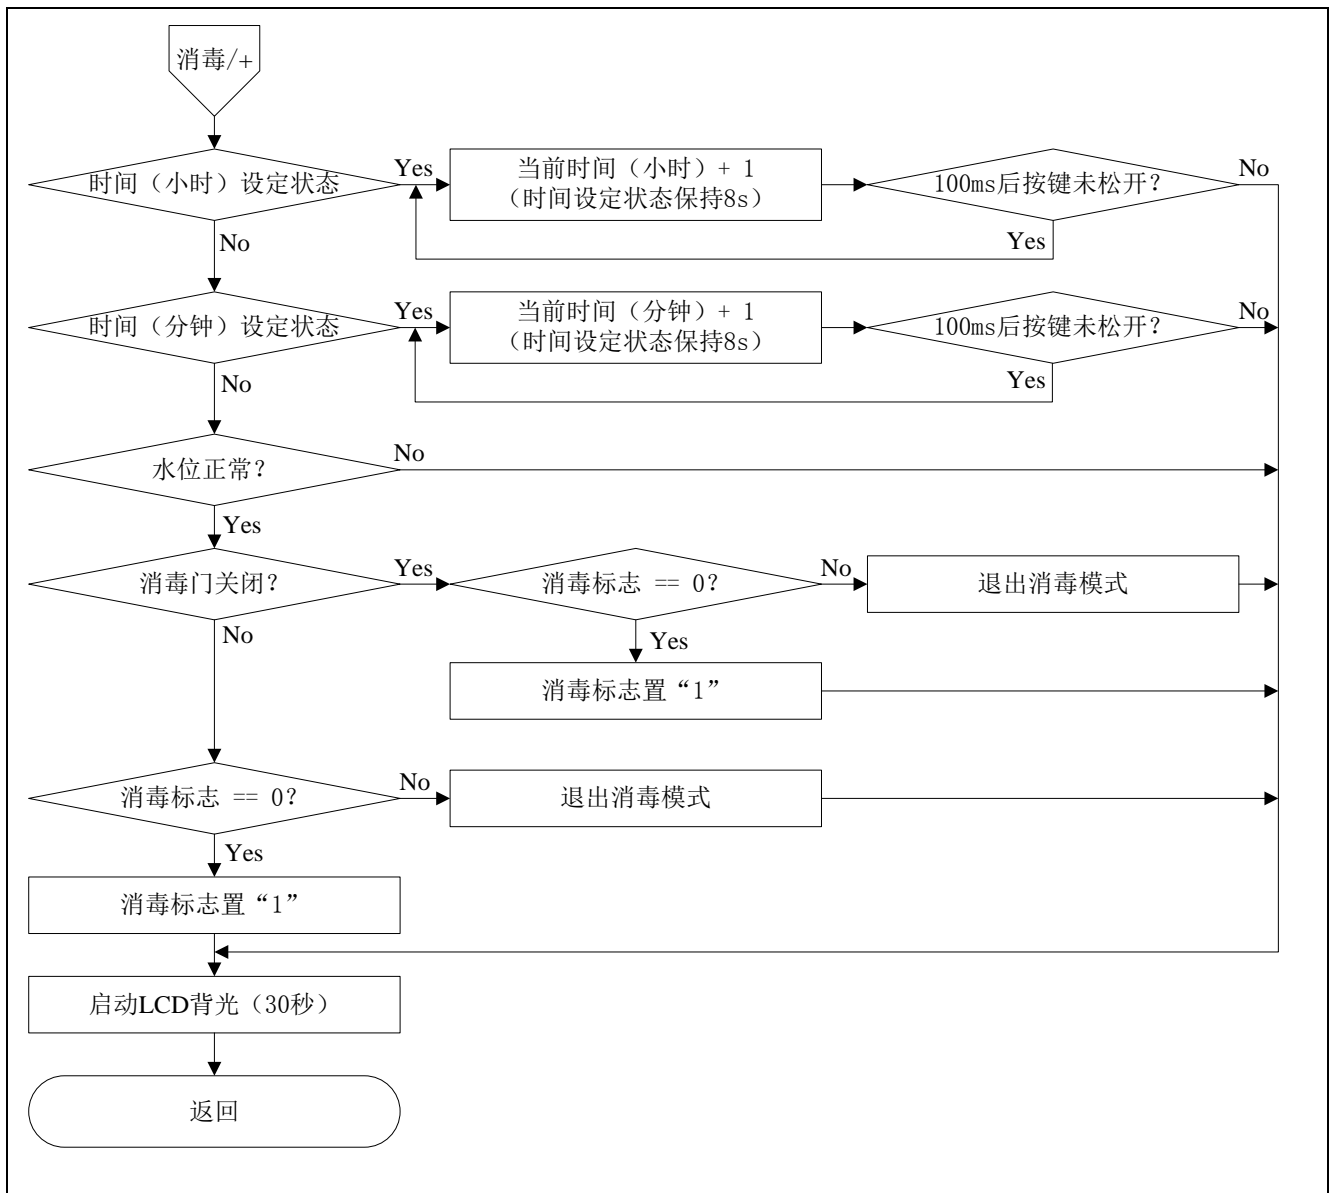 消毒/+
时间（小时）设定状态
Yes
当前时间（小时）+ 1
（时间设定状态保持8s）
100ms后按键未松开？
No
Yes
No
时间（分钟）设定状态
Yes
当前时间（分钟）+ 1
（时间设定状态保持8s）
100ms后按键未松开？
No
Yes
No
水位正常？
No
Yes
消毒门关闭？
Yes
消毒标志 == 0？
No
退出消毒模式
No
Yes
消毒标志置“1”
消毒标志 == 0？
No
退出消毒模式
Yes
消毒标志置“1”
启动LCD背光（30秒）
返回